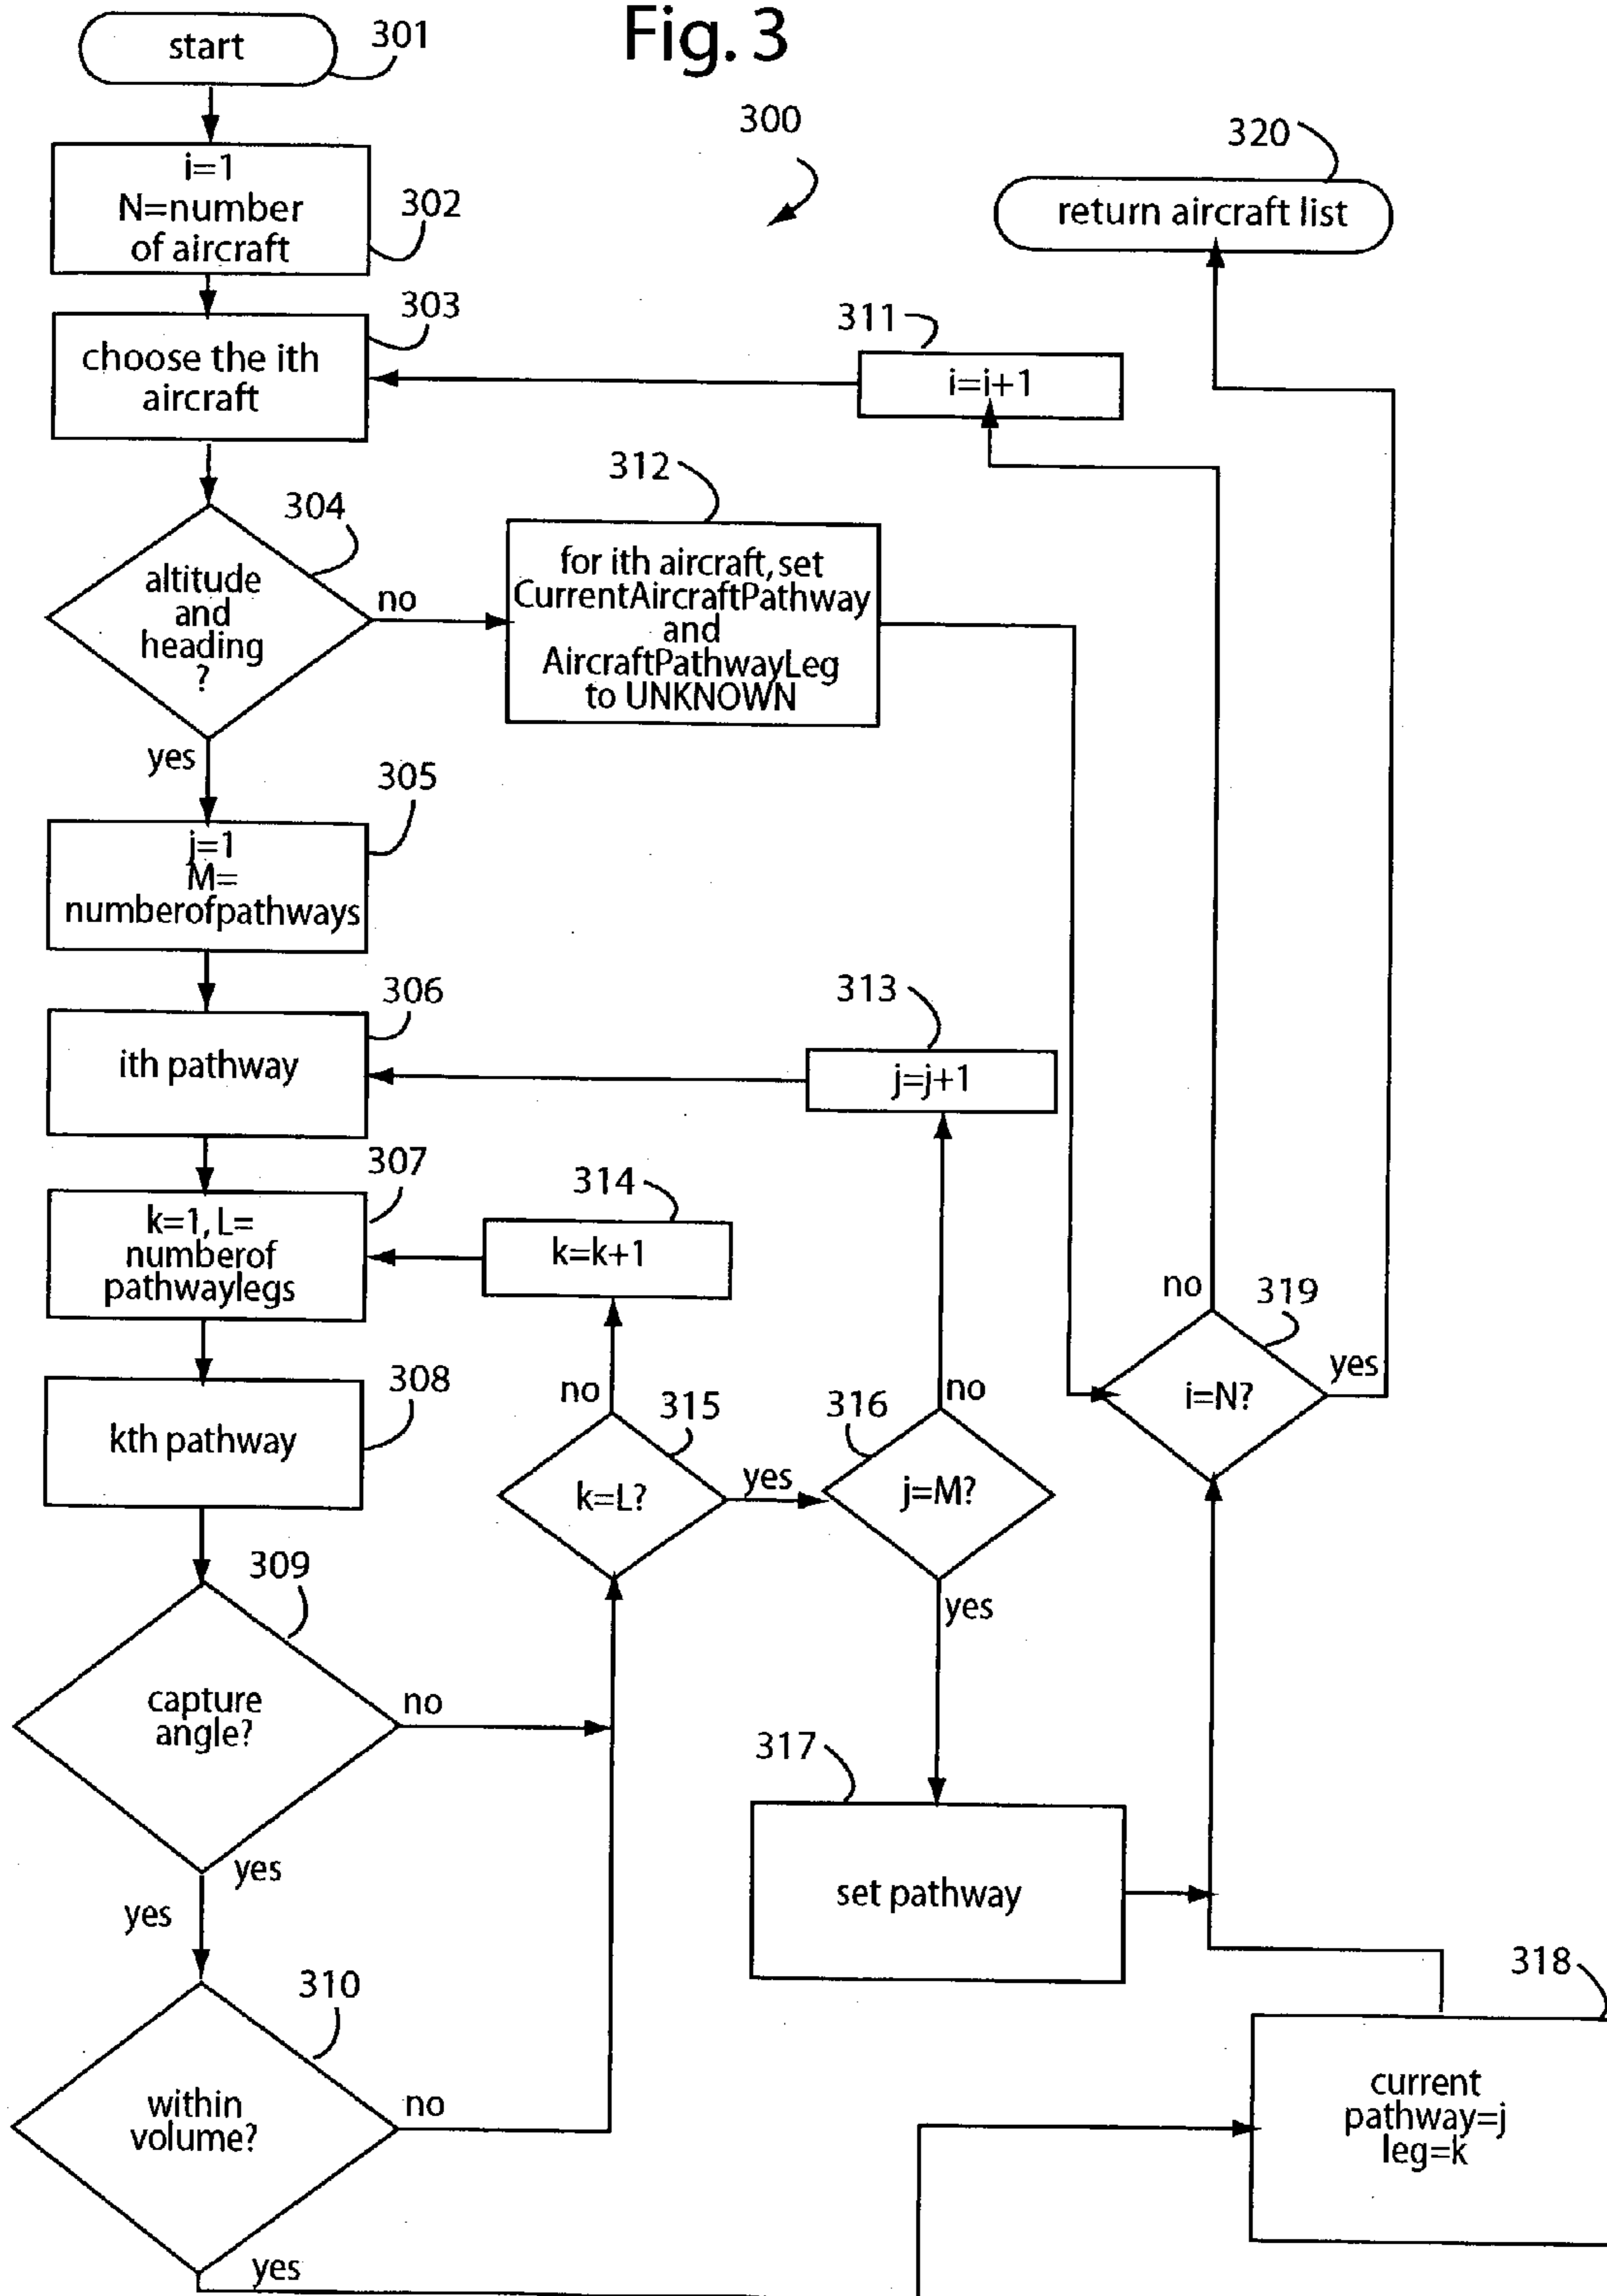 Fig. 3
300
start
301
i=1
N=number
of aircraft
302
choose the ith
aircraft
303
altitude
and
heading
?
304
no
yes
j=1
M=
numberofpathways
305
ith pathway
306
k=1, L=
numberof
pathwaylegs
307
kth pathway
308
capture
angle?
309
no
yes
yes
within
volume?
310
no
yes
i=i+1
311
for ith aircraft, set
CurrentAircraftPathway
and
AircraftPathwayLeg
to UNKNOWN
312
j=j+1
313
k=k+1
314
no
k=L?
315
yes
no
j=M?
316
yes
set pathway
317
current
pathway=j
leg=k
318
no
i=N?
319
yes
return aircraft list
320